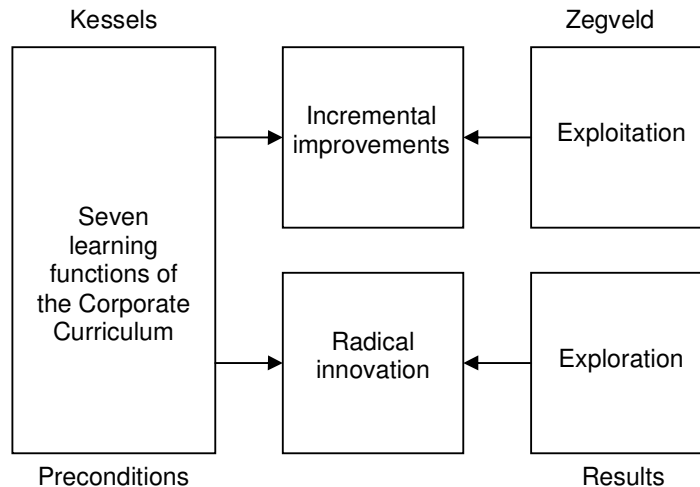 Kessels
Zegveld
Seven
learning
functions of
the Corporate
Curriculum
Incremental
improvements
Exploitation
Radical
innovation
Exploration
Preconditions
Results